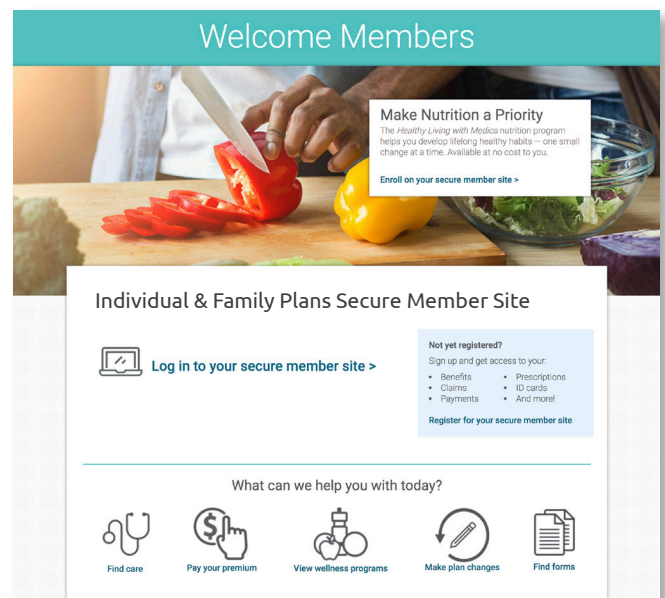 Welcome Members
Make Nutrition a Priority
The Healthy Living with Medica nutrition program
helps you develop lifelong healthy habits — one small
change at a time. Available at no cost to you.
Enroll on your secure member site >
Individual & Family Plans Secure Member Site
Log in to your secure member site >
Not yet registered?
Sign up and get access to your:
• Benefits
• Claims
• Payments
• Prescriptions
• ID cards
• And more!
Register for your secure member site
What can we help you with today?
Find care
Pay your premium
View wellness programs
Make plan changes
Find forms